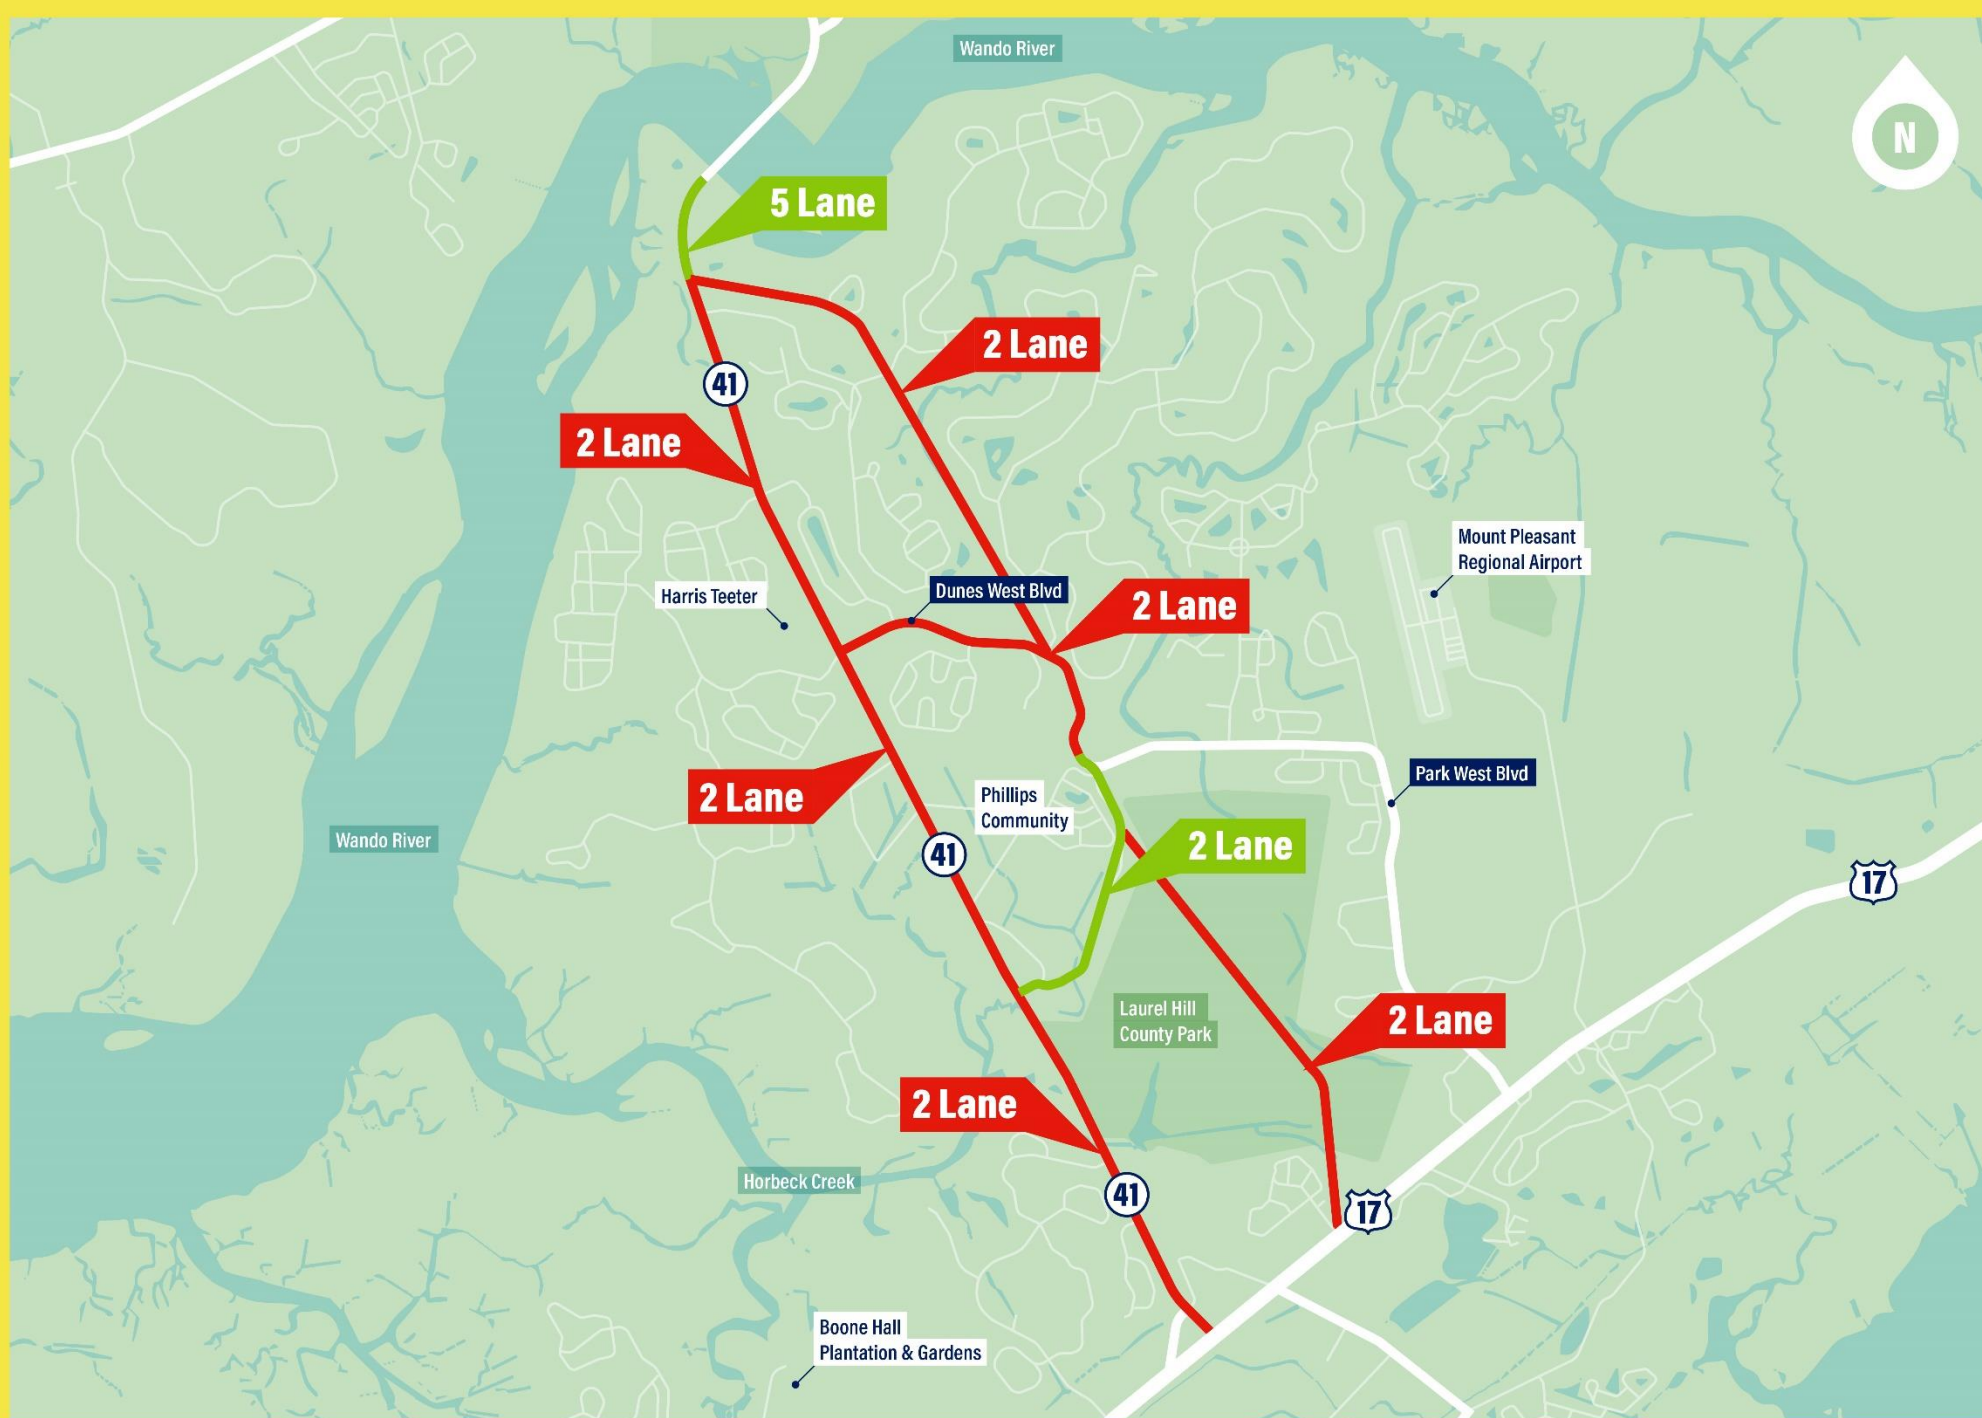 Wando River
N
5 Lane
2 Lane
41
2 Lane
Mount Pleasant
Regional Airport
Harris Teeter
Dunes West Blvd
2 Lane
Park West Blvd
2 Lane
Phillips
Community
Wando River
41
2 Lane
17
Laurel Hill
County Park
2 Lane
2 Lane
Horbeck Creek
41
17
Boone Hall
Plantation & Gardens